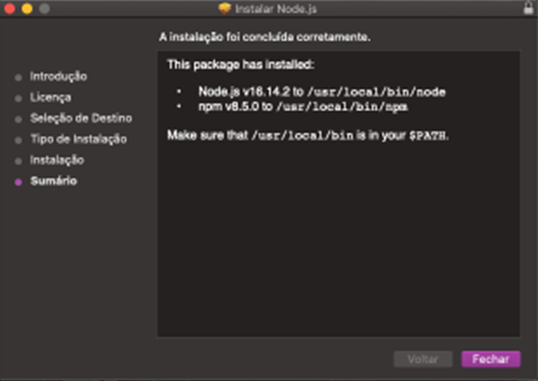 Instalar Node.js
A instalação foi concluída corretamente.
Introdução
Licença
Seleção de Destino
Tipo de Instalação
Instalação
Sumário
This package has installed:
• Node.js v16.14.2 to /usr/local/bin/node
• npm v8.5.0 to /usr/local/bin/npm
Make sure that /usr/local/bin is in your $PATH.
Voltar
Fechar